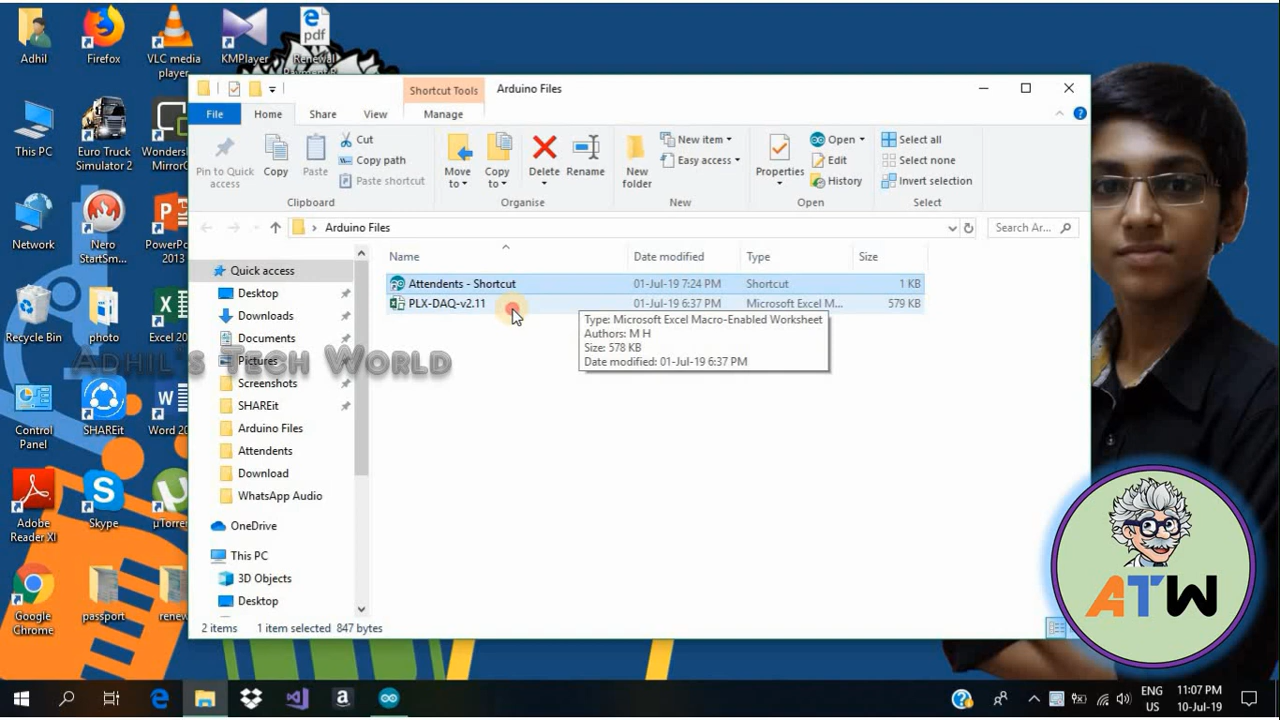 Adhil
Firefox
VLC media
player
KMPlayer
pdf
Renewal
This PC
Euro Truck
Simulator 2
Network
Nero
StartSm...
Recycle Bin
photo
Control
Panel
SHAREit
Adobe
Reader XI
Skype
Google
Chrome
passport
renew
Shortcut Tools
Arduino Files
File
Home
Share
View
Manage
Pin to Quick
access
Copy
Paste
Cut
Copy path
Paste shortcut
Clipboard
Move
to
Copy
to
Delete
Rename
Organise
New
folder
New item
Easy access
New
Properties
Open
Edit
History
Open
Select all
Select none
Invert selection
Select
Arduino Files
Search Ar...
Name
Date modified
Type
Size
Attendents - Shortcut
01-Jul-19 7:24 PM
Shortcut
1 KB
PLX-DAQ-v2.11
01-Jul-19 6:37 PM
Microsoft Excel M...
579 KB
Type: Microsoft Excel Macro-Enabled Worksheet
Authors: M H
Size: 578 KB
Date modified: 01-Jul-19 6:37 PM
Quick access
Desktop
Downloads
Documents
Pictures
Screenshots
SHAREit
Arduino Files
Attendents
Download
WhatsApp Audio
OneDrive
This PC
3D Objects
Desktop
ADHIL'S TECH WORLD
2 items
1 item selected 847 bytes
ATW
ENG
US
11:07 PM
10-Jul-19